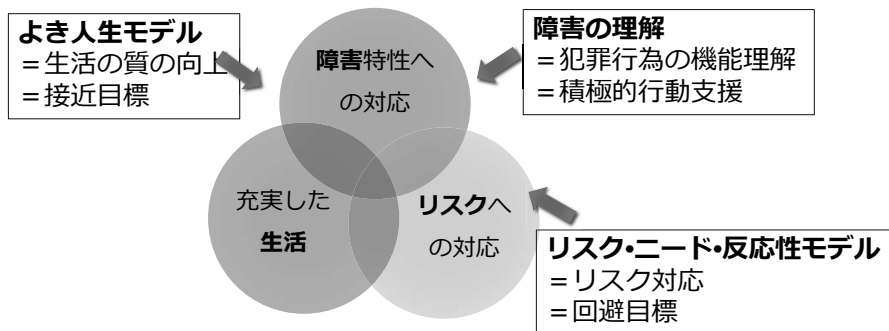 よき人生モデル
＝生活の質の向上
＝接近目標
障害特性へ
の対応
障害の理解
＝犯罪行為の機能理解
＝積極的行動支援
充実した
生活
リスクへ
の対応
リスク・ニード・反応性モデル
＝リスク対応
＝回避目標